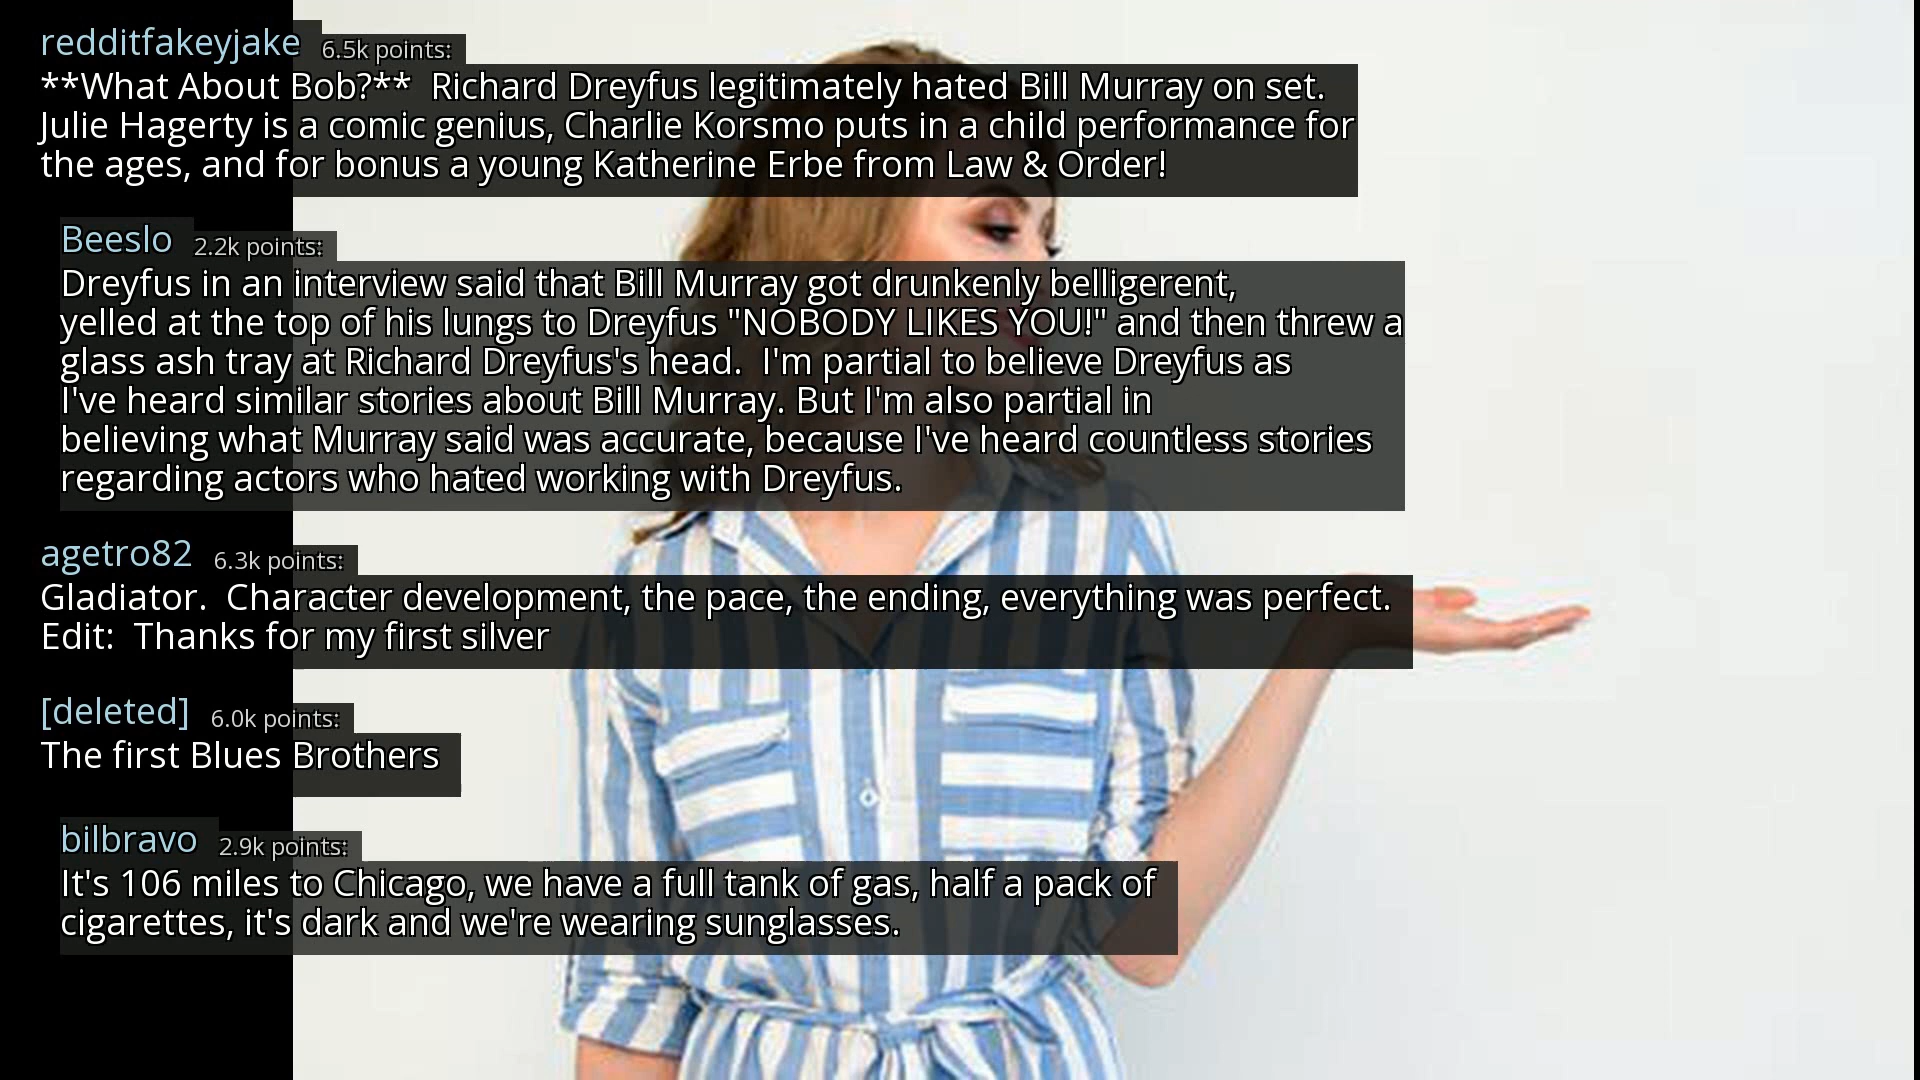 redditfakeyjake 6.5k points:
**What About Bob?**  Richard Dreyfus legitimately hated Bill Murray on set.
Julie Hagerty is a comic genius, Charlie Korsmo puts in a child performance for
the ages, and for bonus a young Katherine Erbe from Law & Order!
Beeslo 2.2k points:
Dreyfus in an interview said that Bill Murray got drunkenly belligerent,
yelled at the top of his lungs to Dreyfus "NOBODY LIKES YOU!" and then threw a
glass ash tray at Richard Dreyfus's head.  I'm partial to believe Dreyfus as
I've heard similar stories about Bill Murray. But I'm also partial in
believing what Murray said was accurate, because I've heard countless stories
regarding actors who hated working with Dreyfus.
agetro82 6.3k points:
Gladiator.  Character development, the pace, the ending, everything was perfect.
Edit:  Thanks for my first silver
[deleted] 6.0k points:
The first Blues Brothers
bilbravo 2.9k points:
It's 106 miles to Chicago, we have a full tank of gas, half a pack of
cigarettes, it's dark and we're wearing sunglasses.